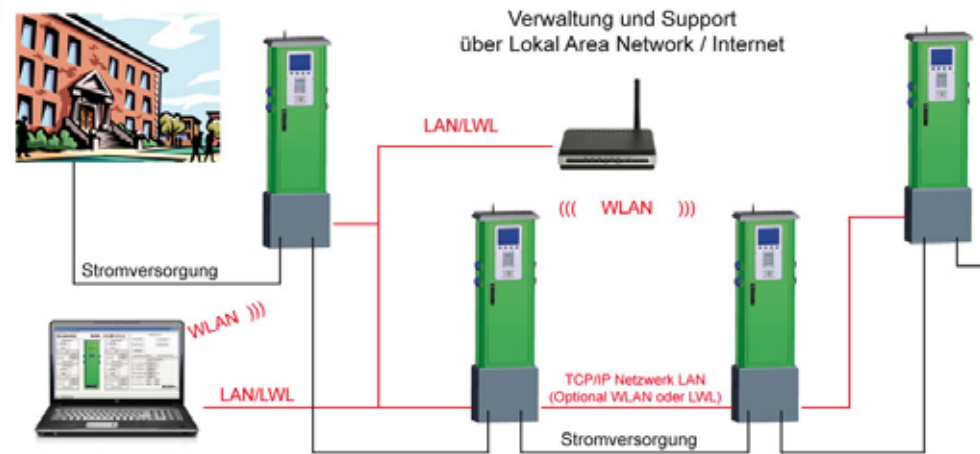 Verwaltung und Support
über Lokal Area Network / Internet
LAN/LWL
((( WLAN )))
Stromversorgung
WLAN )))
LAN/LWL
TCP/IP Netzwerk LAN
(Optional WLAN oder LWL)
Stromversorgung